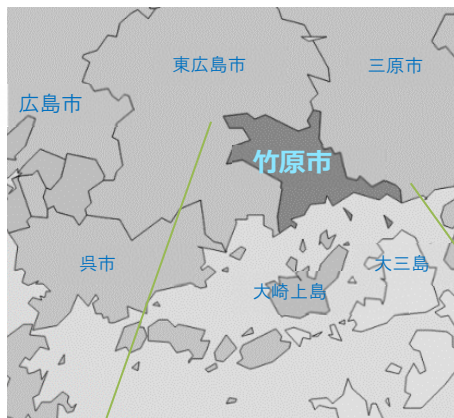 東広島市
三原市
広島市
竹原市
呉市
大三島
大崎上島